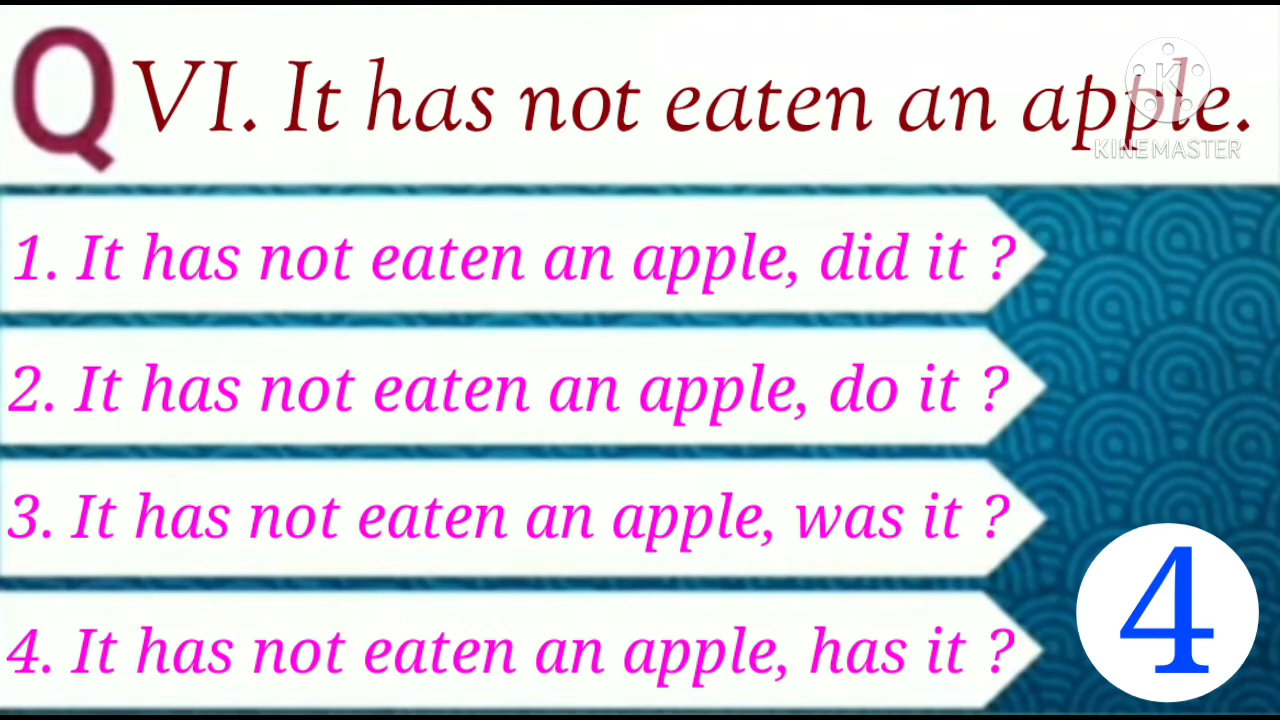 Q VI. It has not eaten an apple.
KINEMASTER
1. It has not eaten an apple, did it ?
2. It has not eaten an apple, do it ?
3. It has not eaten an apple, was it ?
4. It has not eaten an apple, has it ?
4